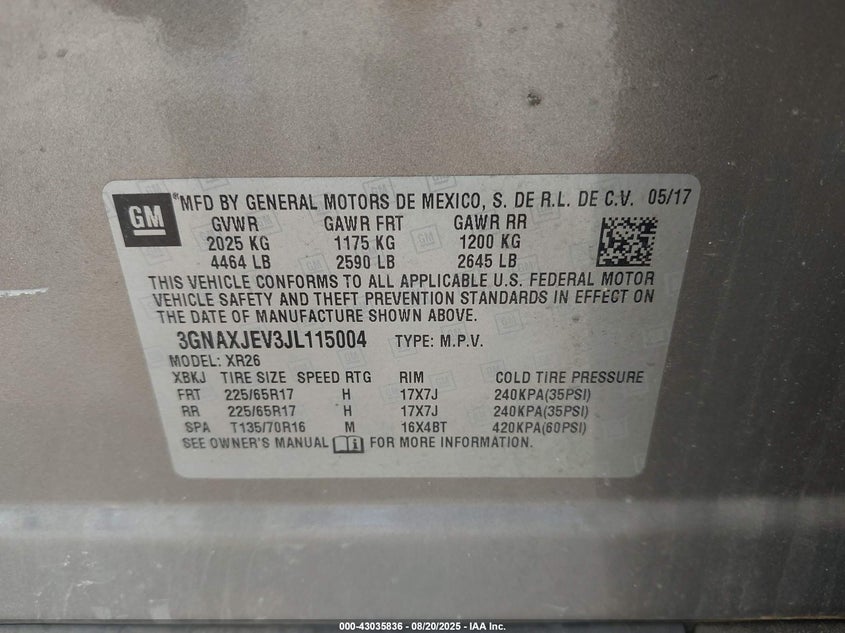 GM ® MFD BY GENERAL MOTORS DE MEXICO, S. DE R.L. DE C.V. 05/17
GVWR GAWR FRT GAWR RR
2025 KG 1175 KG 1200 KG
4464 LB 2590 LB 2645 LB
THIS VEHICLE CONFORMS TO ALL APPLICABLE U.S. FEDERAL MOTOR
VEHICLE SAFETY AND THEFT PREVENTION STANDARDS IN EFFECT ON
THE DATE OF MANUFACTURE SHOWN ABOVE.
3GNAXJEV3JL115004 TYPE: M.P.V.
MODEL: XR26
XBKJ TIRE SIZE SPEED RTG RIM COLD TIRE PRESSURE
FRT 225/65R17 H 17X7J 240KPA(35PSI)
RR 225/65R17 H 17X7J 240KPA(35PSI)
SPA T135/70R16 M 16X4BT 420KPA(60PSI)
SEE OWNER'S MANUAL i FOR MORE INFORMATION.
000-43035836 - 08/20/2025 - IAA Inc.